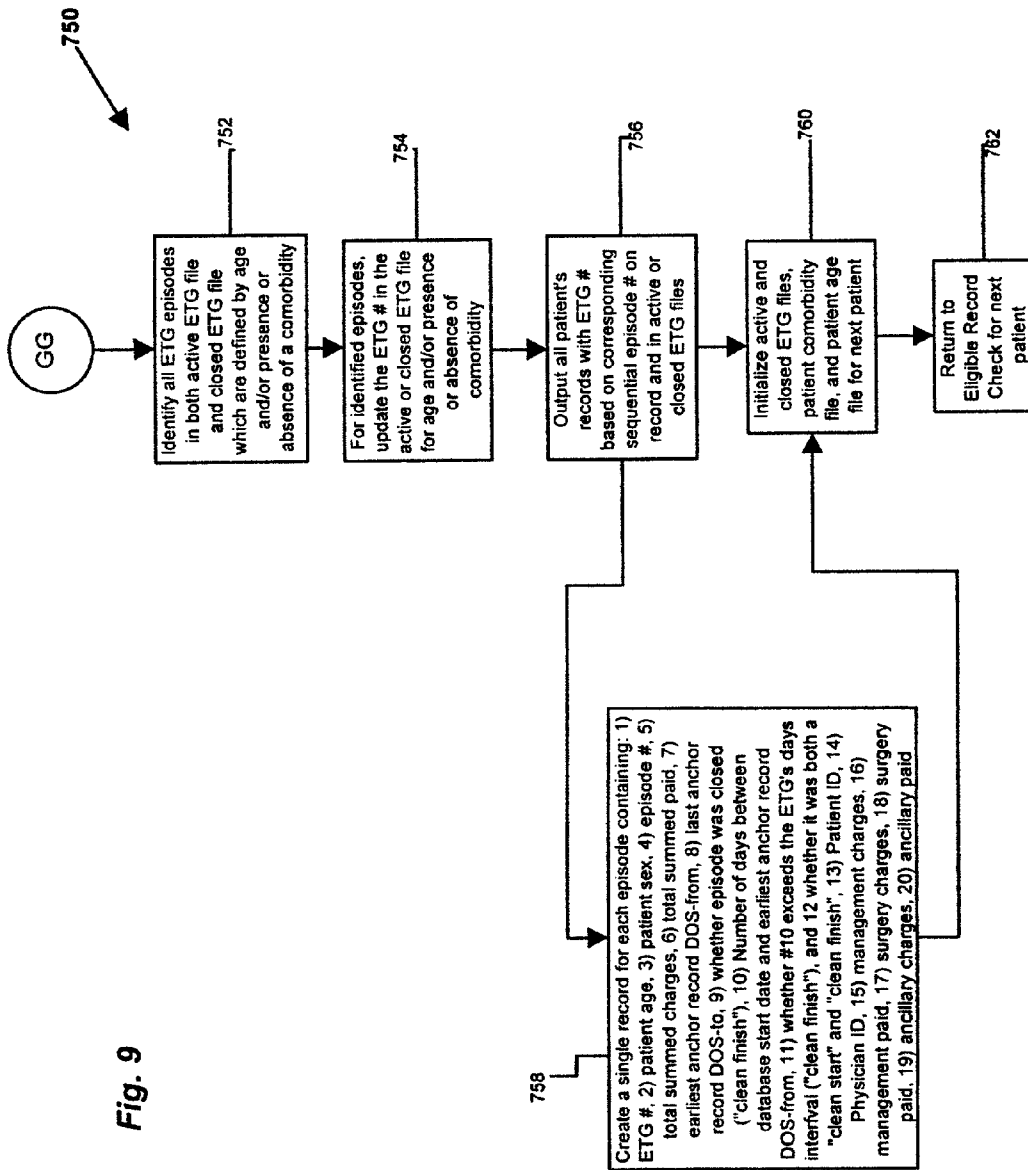 Fig. 9
750
GG
Identify all ETG episodes
in both active ETG file
and closed ETG file
which are defined by age
and/or presence or
absence of a comorbidity
752
For identified episodes,
update the ETG # in the
active or closed ETG file
for age and/or presence
or absence of
comorbidity
754
Output all patient's
records with ETG #
based on corresponding
sequential episode # on
record and in active or
closed ETG files
756
758
Create a single record for each episode containing: 1)
ETG #, 2) patient age, 3) patient sex, 4) episode #, 5)
total summed charges, 6) total summed paid, 7)
earliest anchor record DOS-from, 8) last anchor
record DOS-to, 9) whether episode was closed
("clean finish"), 10) Number of days between
database start date and earliest anchor record
DOS-from, 11) whether #10 exceeds the ETG's days
interval ("clean finish"), and 12 whether it was both a
"clean start" and "clean finish", 13) Patient ID, 14)
Physician ID, 15) management charges, 16)
management paid, 17) surgery charges, 18) surgery
paid, 19) ancillary charges, 20) ancillary paid
Initialize active and
closed ETG files,
patient comorbidity
file, and patient age
file for next patient
760
Return to
Eligible Record
Check for next
patient
762